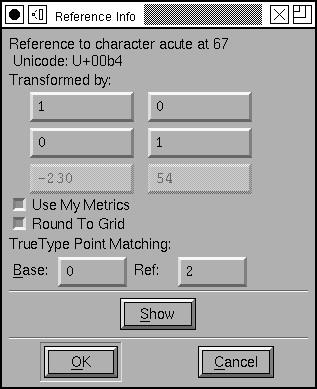 Reference Info
Reference to character acute at 67
Unicode: U+00b4
Transformed by:
1 0
0 1
-230 54
Use My Metrics
Round To Grid
TrueType Point Matching:
Base: 0 Ref: 2
Show
OK Cancel